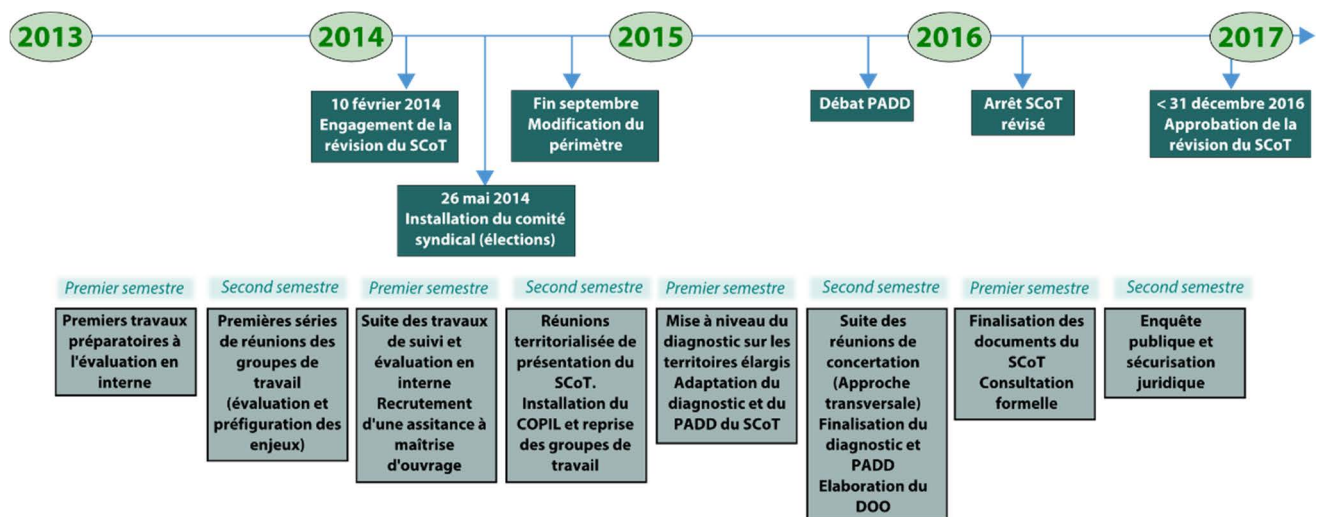 2013
2014
2015
2016
2017
10 février 2014
Engagement de la
révision du SCoT
Fin septembre
Modification du
périmètre
Débat PADD
Arrêt SCoT
révisé
< 31 décembre 2016
Approbation de la
révision du SCoT
26 mai 2014
Installation du comité
syndical (élections)
Premier semestre
Premiers travaux
préparatoires à
l'évaluation en
interne
Second semestre
Premières séries
de réunions des
groupes de
travail
(évaluation et
préfiguration des
enjeux)
Premier semestre
Suite des travaux
de suivi et
évaluation en
interne
Recrutement
d'une assitance à
maîtrise
d'ouvrage
Second semestre
Réunions
territorialisée de
présentation du
SCoT.
Installation du
COPIL et reprise
des groupes de
travail
Premier semestre
Mise à niveau du
diagnostic sur les
territoires élargis
Adaptation du
diagnostic et du
PADD du SCoT
Second semestre
Suite des
réunions de
concertation
(Approche
transversale)
Finalisation du
diagnostic et
PADD
Elaboration du
DOO
Premier semestre
Finalisation des
documents du
SCoT
Consultation
formelle
Second semestre
Enquête
publique et
sécurisation
juridique